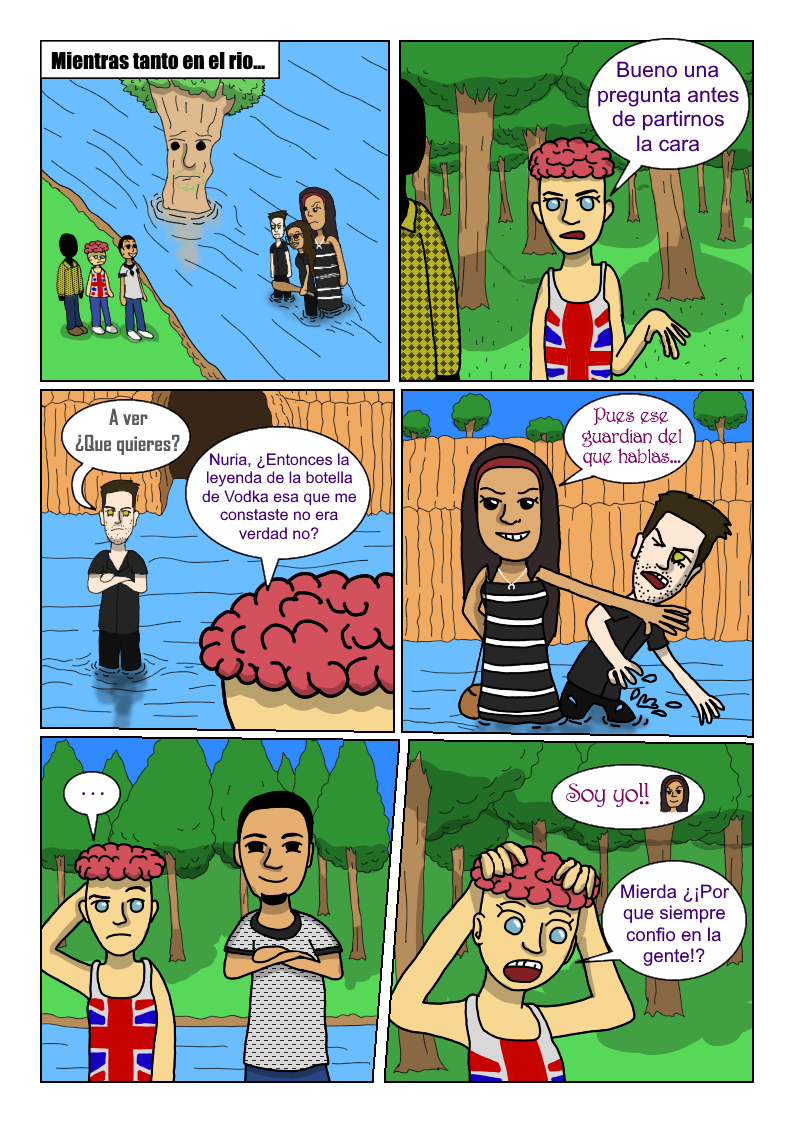 Mientras tanto en el rio...
Bueno una
pregunta antes
de partirnos
la cara
A ver
¿Que quieres?
Nuria, ¿Entonces la
leyenda de la botella
de Vodka esa que me
constaste no era
verdad no?
Pues ese
guardian del
que hablas...
...
Soy yo!!
Mierda ¿¡Por
que siempre
confio en la
gente!?